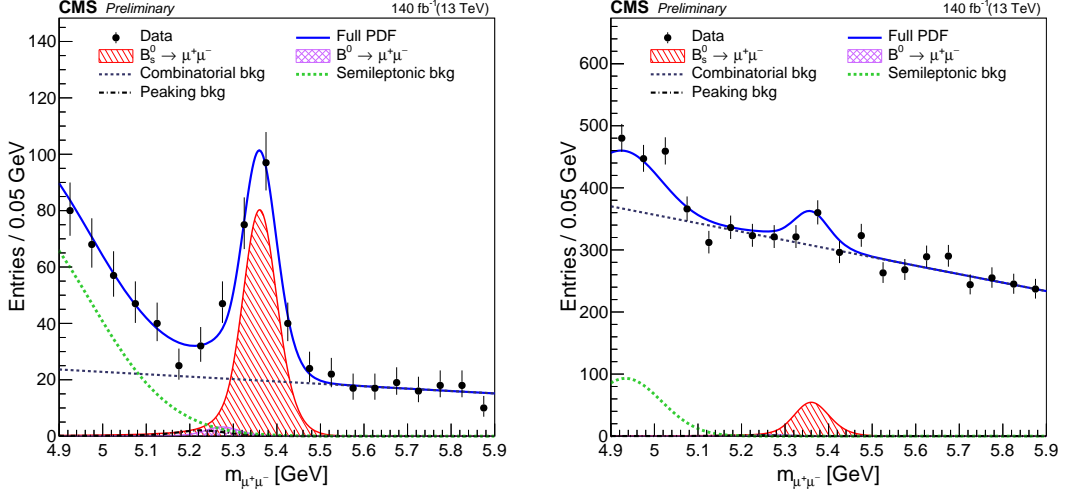 CMS Preliminary 140 fb⁻¹(13 TeV)
Data Full PDF
B⁰ₛ → μ⁺μ⁻ B⁰ → μ⁺μ⁻
Combinatorial bkg Semileptonic bkg
Peaking bkg
Entries / 0.05 GeV
140
120
100
80
60
40
20
0
4.9 5 5.1 5.2 5.3 5.4 5.5 5.6 5.7 5.8 5.9
m_μ⁺μ⁻ [GeV]
CMS Preliminary 140 fb⁻¹(13 TeV)
Data Full PDF
B⁰ₛ → μ⁺μ⁻ B⁰ → μ⁺μ⁻
Combinatorial bkg Semileptonic bkg
Peaking bkg
Entries / 0.05 GeV
600
500
400
300
200
100
0
4.9 5 5.1 5.2 5.3 5.4 5.5 5.6 5.7 5.8 5.9
m_μ⁺μ⁻ [GeV]